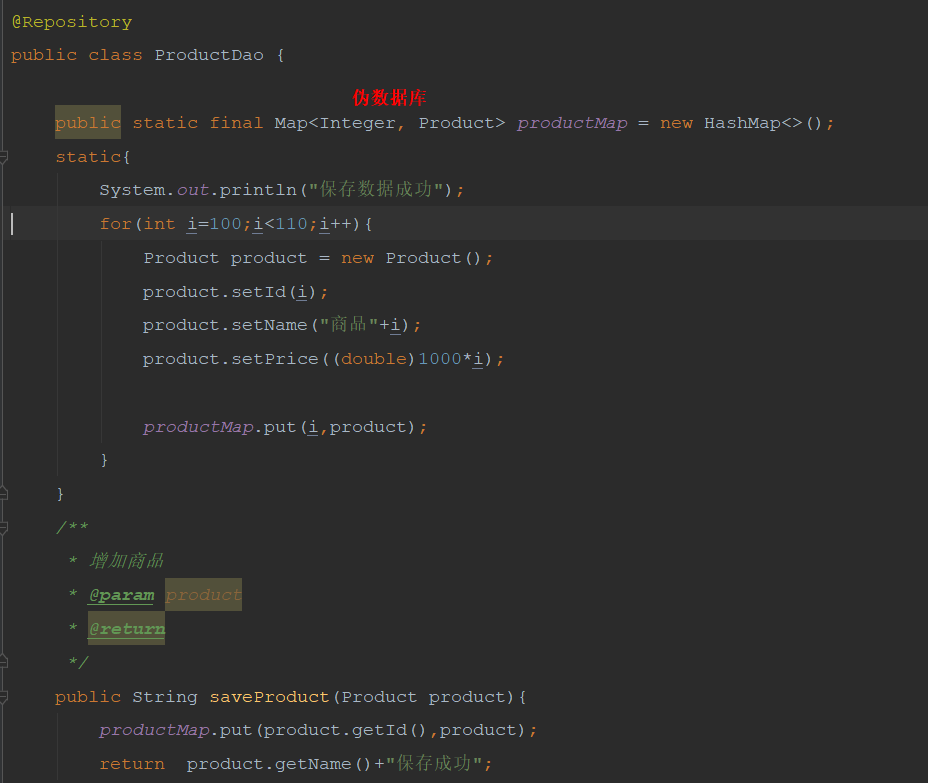 @Repository
public class ProductDao {
伪数据库
public static final Map<Integer, Product> productMap = new HashMap<>();
static{
System.out.println("保存数据成功");
for(int i=100;i<110;i++){
Product product = new Product();
product.setId(i);
product.setName("商品"+i);
product.setPrice((double)1000*i);
productMap.put(i,product);
}
}
/**
* 增加商品
* @param product
* @return
*/
public String saveProduct(Product product){
productMap.put(product.getId(),product);
return  product.getName()+"保存成功";